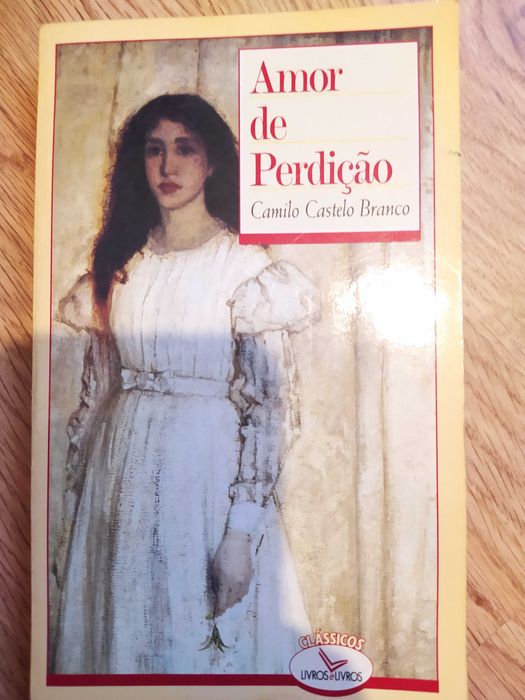 Amor
de
Perdição
Camilo Castelo Branco
CLÁSSICOS
LIVROS e LIVROS